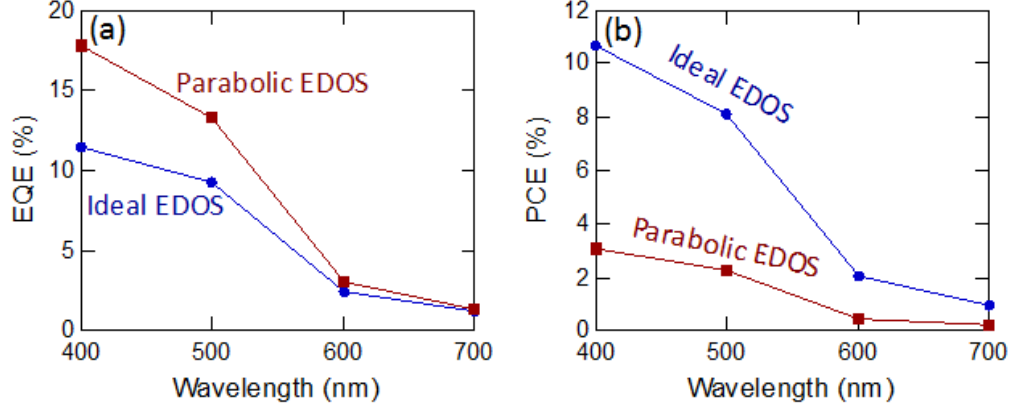 (a)
20
15
10
5
0
EQE (%)
Parabolic EDOS
Ideal EDOS
400 500 600 700
Wavelength (nm)
(b)
12
10
8
6
4
2
0
PCE (%)
Ideal EDOS
Parabolic EDOS
400 500 600 700
Wavelength (nm)